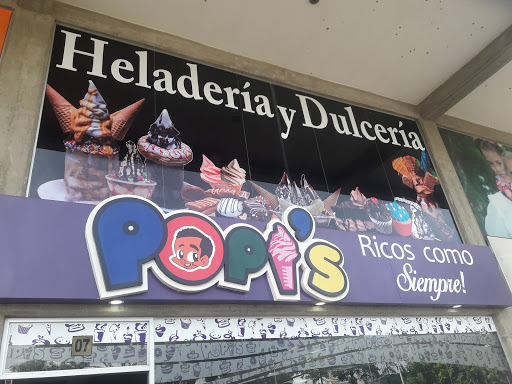 Heladería y Dulcería
POPI'S
Ricos como
Siempre!
07